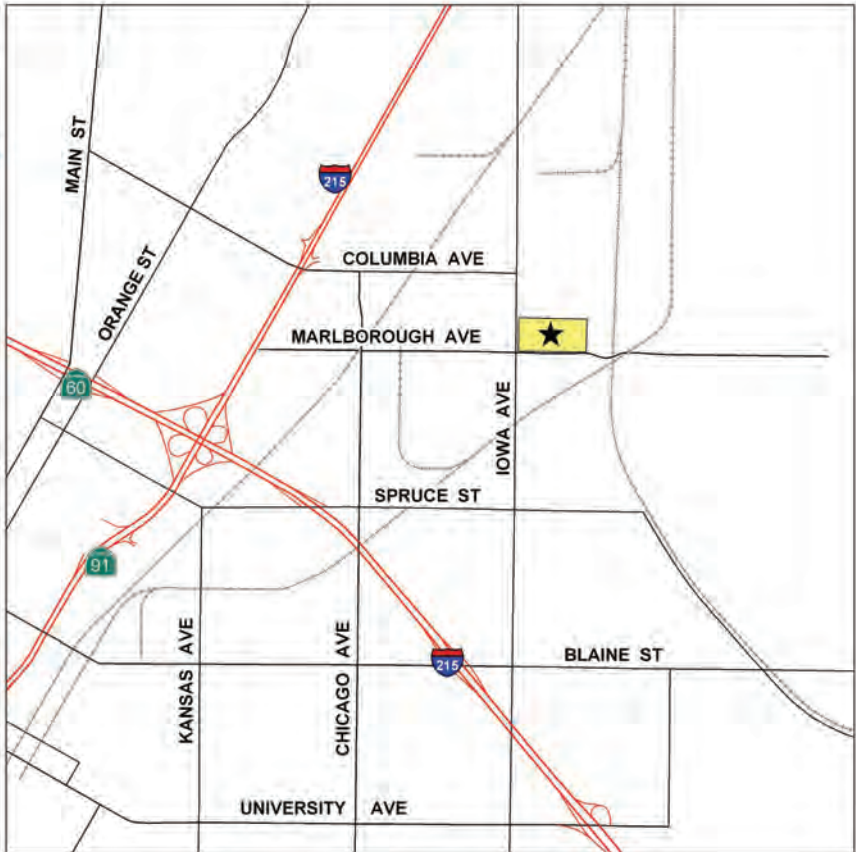 MAIN ST
ORANGE ST
215
COLUMBIA AVE
MARLBOROUGH AVE
60
IOWA AVE
SPRUCE ST
91
KANSAS AVE
CHICAGO AVE
215
BLAINE ST
UNIVERSITY AVE